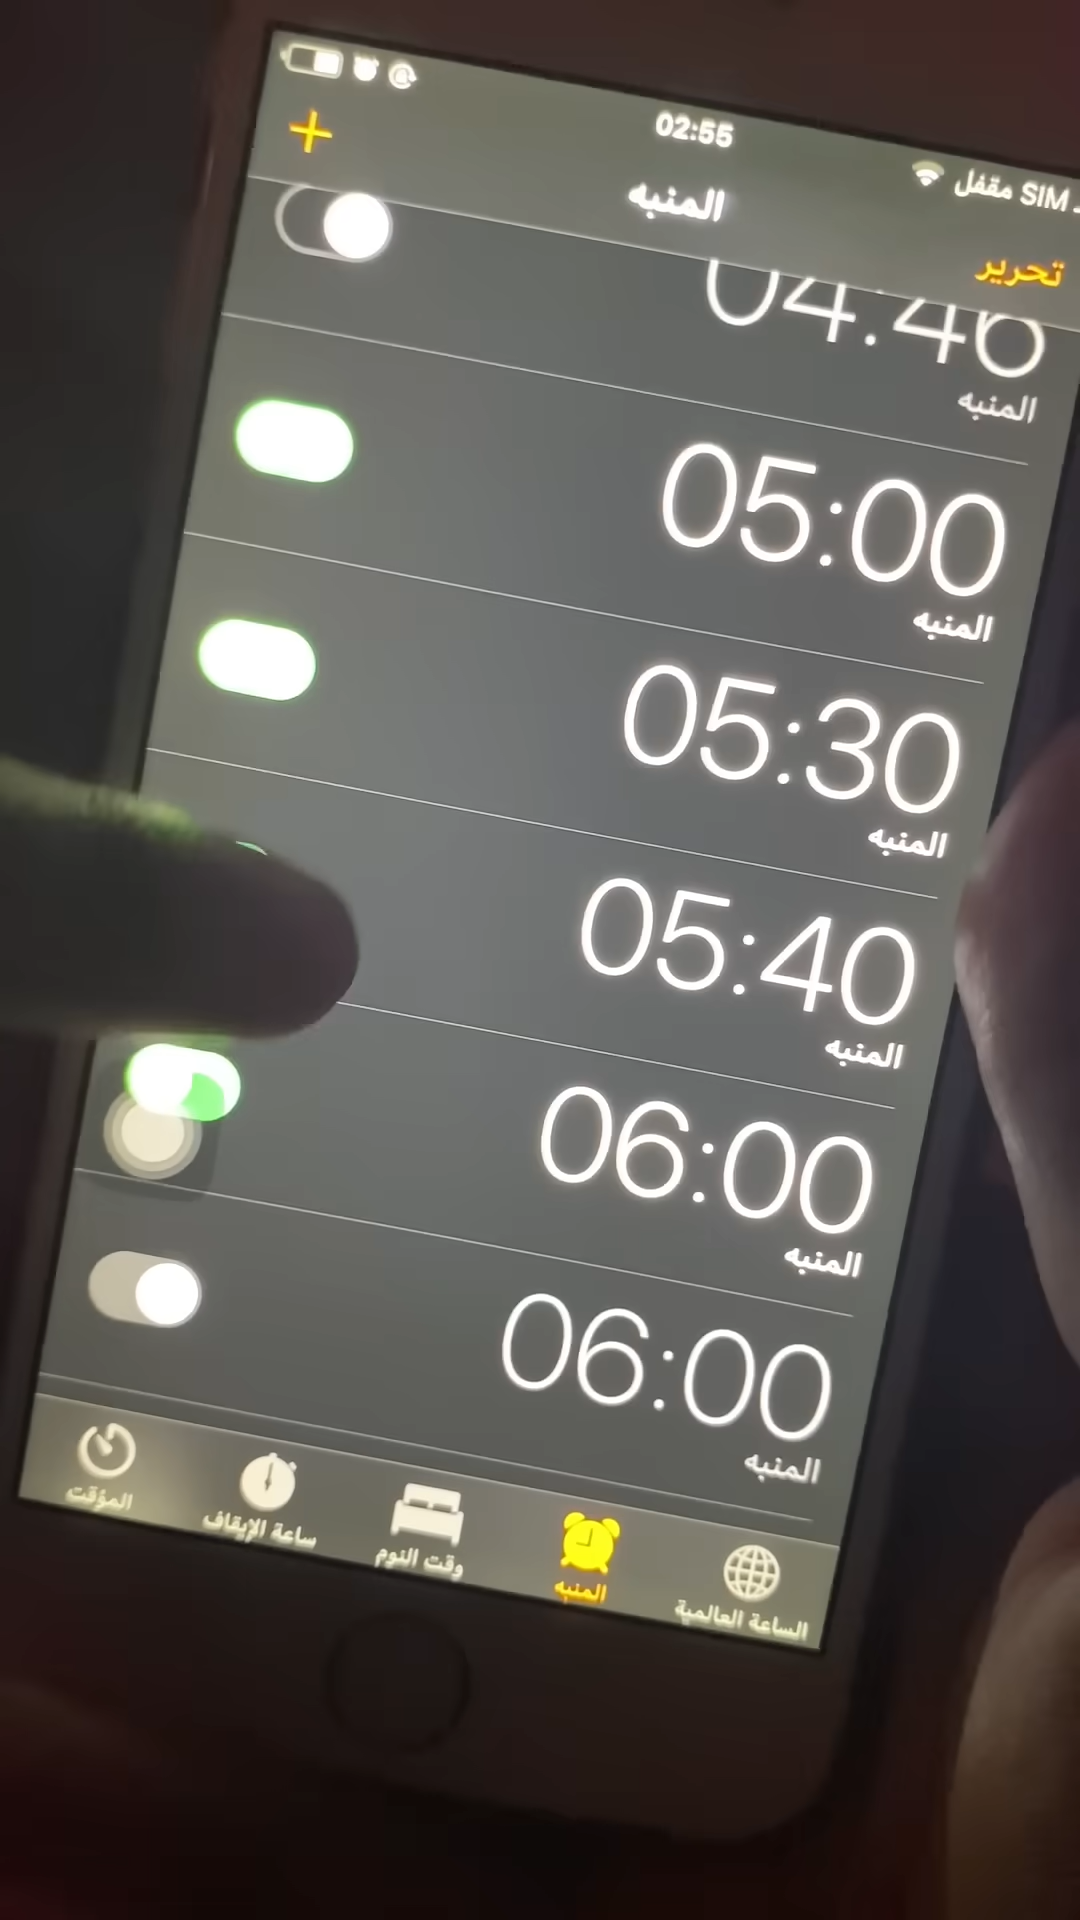 SIM مقفل
02:55
تحرير
المنبه
04:46
المنبه
05:00
المنبه
05:30
المنبه
05:40
المنبه
06:00
المنبه
06:00
المنبه
الساعة العالمية
المنبه
وقت النوم
ساعة الإيقاف
المؤقت